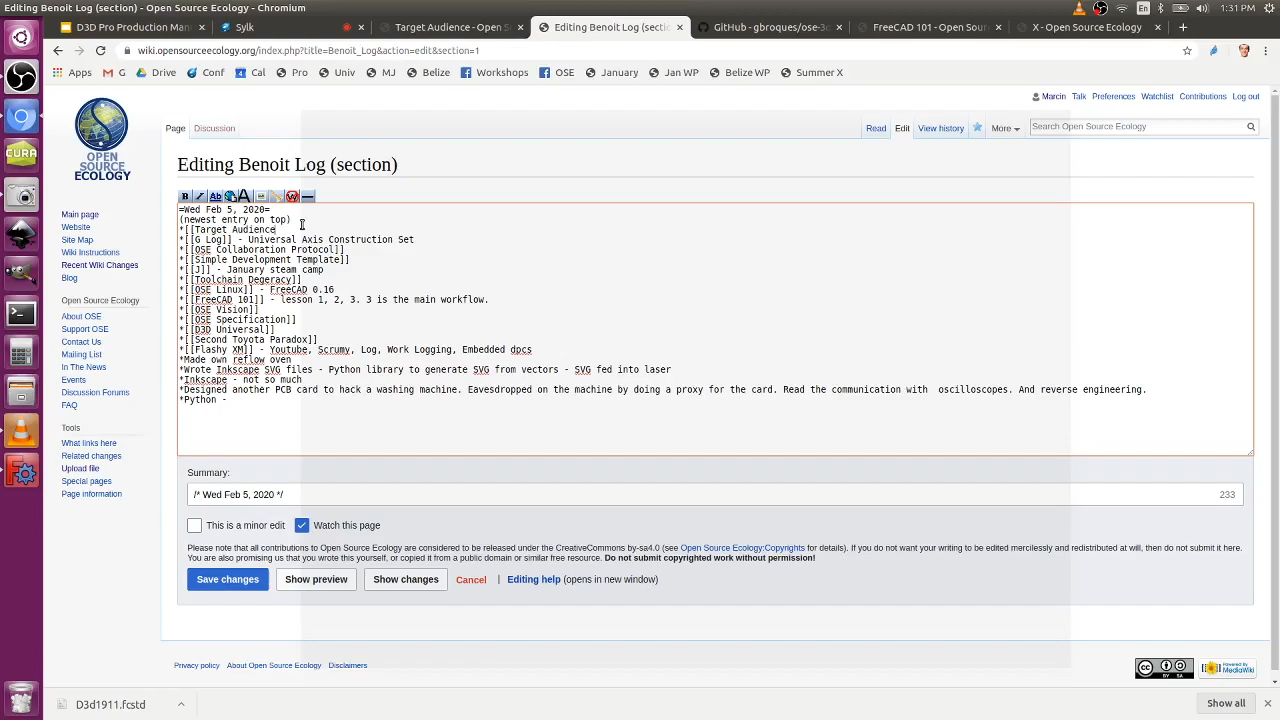 Editing Benoit Log (section) - Open Source Ecology - Chromium
En
1:31 PM
D3D Pro Production Man
Sylk
Target Audience - Open S
Editing Benoit Log (sectic
GitHub - gbroques/ose-3d
FreeCAD 101 - Open Sour
X - Open Source Ecology
wiki.opensourceecology.org/index.php?title=Benoit_Log&action=edit&section=1
Apps
G
Drive
Conf
Cal
Pro
Univ
MJ
Belize
Workshops
OSE
January
Jan WP
Belize WP
Summer X
Marcin
Talk
Preferences
Watchlist
Contributions
Log out
OPEN
SOURCE
ECOLOGY
Page
Discussion
Read
Edit
View history
More
Search Open Source Ecology
Editing Benoit Log (section)
B
Ab
A
=Wed Feb 5, 2020=
(newest entry on top)
*[[Target Audience
*[[G Log]] - Universal Axis Construction Set
*[[OSE Collaboration Protocol]]
*[[Simple Development Template]]
*[[J]] - January steam camp
*[[Toolchain Degeracy]]
*[[OSE Linux]] - FreeCAD 0.16
*[[FreeCAD 101]] - lesson 1, 2, 3. 3 is the main workflow.
*[[OSE Vision]]
*[[OSE Specification]]
*[[D3D Universal]]
*[[Second Toyota Paradox]]
*[[Flashy XM]] - Youtube, Scrumy, Log, Work Logging, Embedded dpcs
*Made own reflow oven
*Wrote Inkscape SVG files - Python library to generate SVG from vectors - SVG fed into laser
*Inkscape - not so much
*Designed another PCB card to hack a washing machine. Eavesdropped on the machine by doing a proxy for the card. Read the communication with  oscilloscopes. And reverse engineering.
*Python -
Main page
Website
Site Map
Wiki Instructions
Recent Wiki Changes
Blog
Open Source Ecology
About OSE
Support OSE
Contact Us
Mailing List
In The News
Events
Discussion Forums
FAQ
Tools
What links here
Related changes
Upload file
Special pages
Page information
CURA
Summary:
/* Wed Feb 5, 2020 */
233
This is a minor edit
Watch this page
Please note that all contributions to Open Source Ecology are considered to be released under the CreativeCommons by-sa4.0 (see Open Source Ecology:Copyrights for details). If you do not want your writing to be edited mercilessly and redistributed at will, then do not submit it here.
You are also promising us that you wrote this yourself, or copied it from a public domain or similar free resource. Do not submit copyrighted work without permission!
Save changes
Show preview
Show changes
Cancel
Editing help (opens in new window)
Privacy policy
About Open Source Ecology
Disclaimers
cc
BY SA
Powered By
MediaWiki
D3d1911.fcstd
Show all